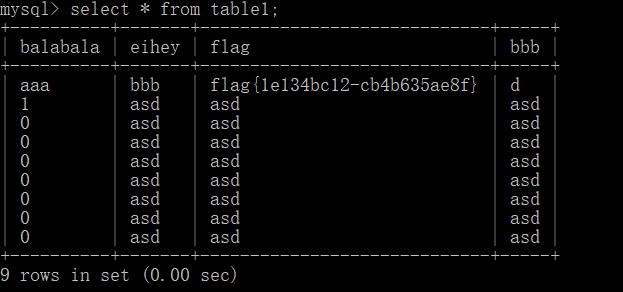 mysql> select * from table1;
+----------+-------+-----------------------------+-----+
| balabala | eihey | flag | bbb |
+----------+-------+-----------------------------+-----+
| aaa | bbb | flag{1e134bc12-cb4b635ae8f} | d |
| 1 | asd | asd | asd |
| 0 | asd | asd | asd |
| 0 | asd | asd | asd |
| 0 | asd | asd | asd |
| 0 | asd | asd | asd |
| 0 | asd | asd | asd |
| 0 | asd | asd | asd |
| 0 | asd | asd | asd |
+----------+-------+-----------------------------+-----+
9 rows in set (0.00 sec)